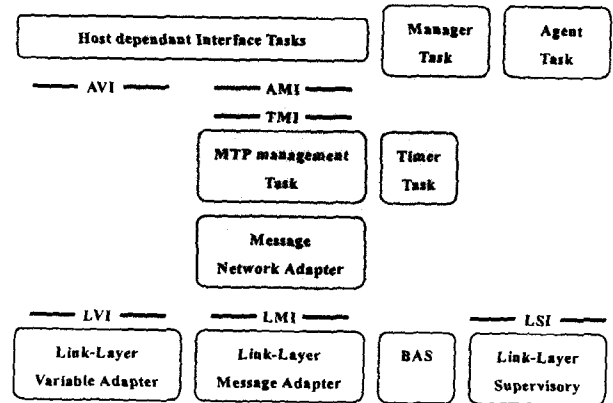 Host dependant Interface Tasks
Manager
Task
Agent
Task
AVI
AMI
TMI
MTP management
Task
Timer
Task
Message
Network Adapter
LVI
LMI
LSI
Link-Layer
Variable Adapter
Link-Layer
Message Adapter
BAS
Link-Layer
Supervisory